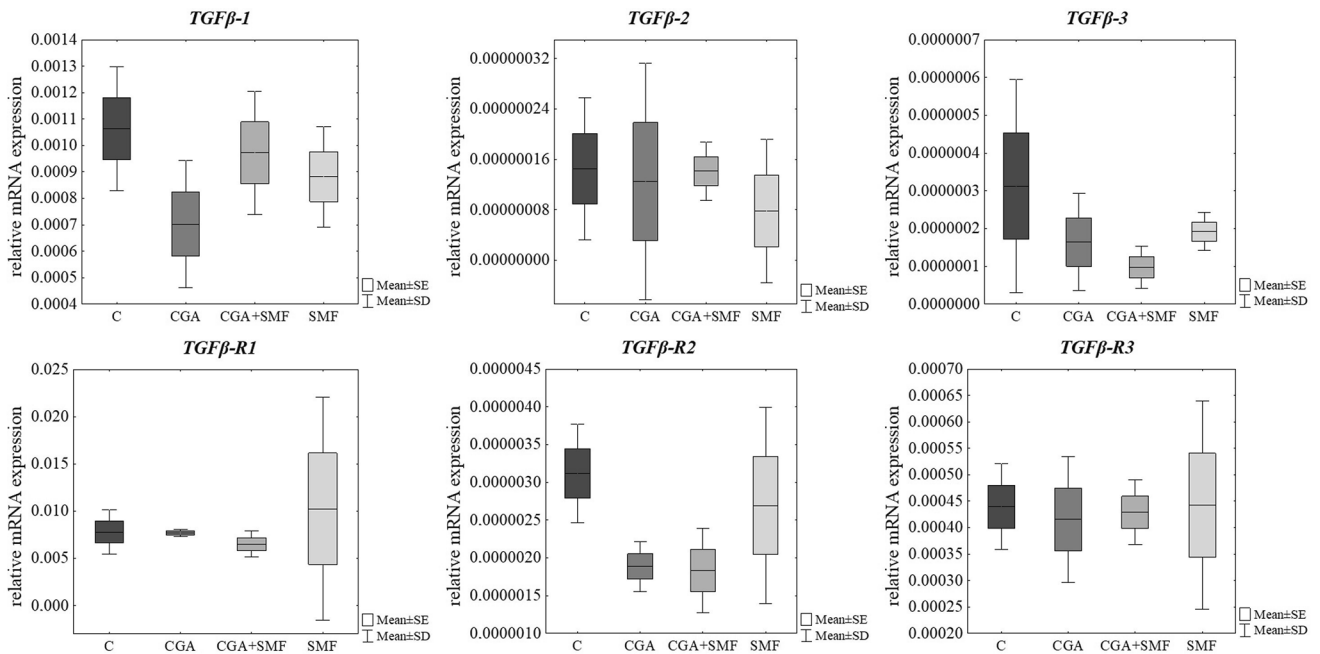 TGFβ-1
relative mRNA expression
0.0014
0.0013
0.0012
0.0011
0.0010
0.0009
0.0008
0.0007
0.0006
0.0005
0.0004
C
CGA
CGA+SMF
SMF
Mean±SE
Mean±SD
TGFβ-2
relative mRNA expression
0.00000032
0.00000024
0.00000016
0.00000008
0.00000000
C
CGA
CGA+SMF
SMF
Mean±SE
Mean±SD
TGFβ-3
relative mRNA expression
0.0000007
0.0000006
0.0000005
0.0000004
0.0000003
0.0000002
0.0000001
0.0000000
C
CGA
CGA+SMF
SMF
Mean±SE
Mean±SD
TGFβ-R1
relative mRNA expression
0.025
0.020
0.015
0.010
0.005
0.000
C
CGA
CGA+SMF
SMF
Mean±SE
Mean±SD
TGFβ-R2
relative mRNA expression
0.0000045
0.0000040
0.0000035
0.0000030
0.0000025
0.0000020
0.0000015
0.0000010
C
CGA
CGA+SMF
SMF
Mean±SE
Mean±SD
TGFβ-R3
relative mRNA expression
0.00070
0.00065
0.00060
0.00055
0.00050
0.00045
0.00040
0.00035
0.00030
0.00025
0.00020
C
CGA
CGA+SMF
SMF
Mean±SE
Mean±SD